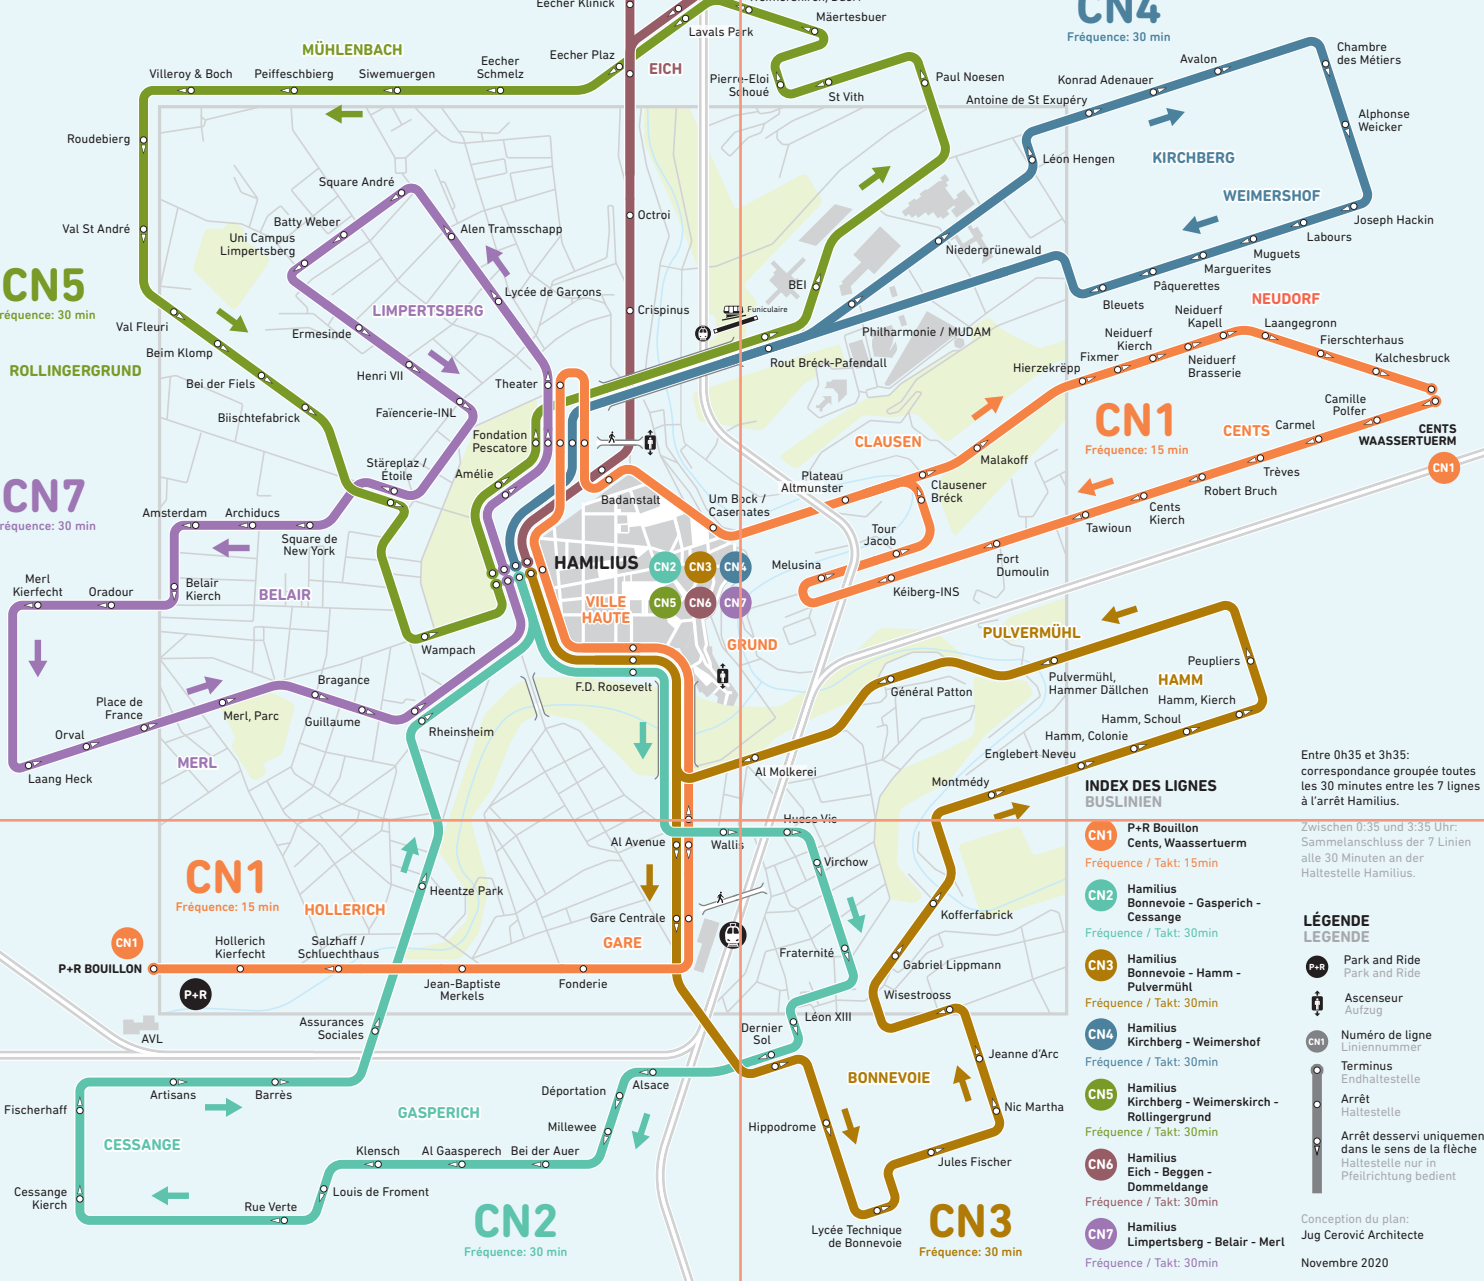 Eecher Klinick
CN4
Fréquence: 30 min
Lavals Park
Mäertesbuer
MÜHLENBACH
Eecher Plaz
EICH
Villeroy & Boch
Peiffeschbierg
Siwemuergen
Eecher
Schmelz
Pierre-Eloi
Schoué
St Vith
Paul Noesen
Antoine de St Exupéry
Konrad Adenauer
Avalon
Chambre
des Métiers
Alphonse
Weicker
Roudebierg
Léon Hengen
KIRCHBERG
WEIMERSHOF
Joseph Hackin
Labours
Muguets
Marguerites
Pâquerettes
Bleuets
Niedergrünewald
Square André
Batty Weber
Uni Campus
Limpertsberg
Alen Tramsschapp
Octroi
Val St André
CN5
Fréquence: 30 min
Lycée de Garçons
LIMPERTSBERG
Crispinus
BEI
Funiculaire
Philharmonie / MUDAM
Rout Bréck-Pafendall
NEUDORF
Val Fleuri
Beim Klomp
ROLLINGERGRUND
Bei der Fiels
Biischtefabrick
Ermesinde
Henri VII
Faïencerie-INL
Theater
Fondation
Pescatore
Amélie
Stäreplaz /
Étoile
Hierzekrëpp
Fixmer
Neiduerf
Kierch
Neiduerf
Kapell
Neiduerf
Brasserie
Laangegronn
Fierschterhaus
Kalchesbruck
Camille
Polfer
CENTS
WAASSERTUERM
CN1
CN1
Fréquence: 15 min
CENTS
Carmel
Trèves
Robert Bruch
Cents
Kierch
Tawioun
Fort
Dumoulin
Kéiberg-INS
CLAUSEN
Malakoff
Plateau
Altmunster
Clausener
Bréck
Tour
Jacob
Melusina
Badanstalt
Um Bock /
Casemates
CN7
Fréquence: 30 min
Amsterdam
Archiducs
Square de
New York
Merl
Kierfecht
Oradour
Belair
Kierch
BELAIR
HAMILIUS
CN2
CN3
CN4
CN5
CN6
CN7
VILLE
HAUTE
GRUND
Wampach
F.D. Roosevelt
Bragance
Guillaume
Rheinsheim
Place de
France
Merl, Parc
Orval
Laang Heck
MERL
PULVERMÜHL
Général Patton
Pulvermühl,
Hammer Dällchen
HAMM
Peupliers
Hamm, Kierch
Hamm, Schoul
Hamm, Colonie
Englebert Neveu
Montmédy
Al Molkerei
Al Avenue
Wallis
Huesse Vic
Virchow
Heentze Park
CN1
Fréquence: 15 min
HOLLERICH
CN1
P+R BOUILLON
P+R
Hollerich
Kierfecht
Salzhaff /
Schluechthaus
Jean-Baptiste
Merkels
Fonderie
Gare Centrale
GARE
Fraternité
Léon XIII
Dernier
Sol
Kofferfabrick
Gabriel Lippmann
Wisestrooss
Jeanne d'Arc
Nic Martha
Jules Fischer
BONNEVOIE
Hippodrome
Lycée Technique
de Bonnevoie
CN3
Fréquence: 30 min
AVL
Assurances
Sociales
Fischerhaff
Artisans
Barrès
GASPERICH
CESSANGE
Cessange
Kierch
Rue Verte
Louis de Froment
Klensch
Al Gaasperech
Bei der Auer
Millewee
Déportation
Alsace
CN2
Fréquence: 30 min
INDEX DES LIGNES
BUSLINIEN
CN1
P+R Bouillon
Cents, Waassertuerm
Fréquence / Takt: 15min
CN2
Hamilius
Bonnevoie - Gasperich -
Cessange
Fréquence / Takt: 30min
CN3
Hamilius
Bonnevoie - Hamm -
Pulvermühl
Fréquence / Takt: 30min
CN4
Hamilius
Kirchberg - Weimershof
Fréquence / Takt: 30min
CN5
Hamilius
Kirchberg - Weimerskirch -
Rollingergrund
Fréquence / Takt: 30min
CN6
Hamilius
Eich - Beggen -
Dommeldange
Fréquence / Takt: 30min
CN7
Hamilius
Limpertsberg - Belair - Merl
Fréquence / Takt: 30min
Entre 0h35 et 3h35:
correspondance groupée toutes
les 30 minutes entre les 7 lignes
à l'arrêt Hamilius.
Zwischen 0:35 und 3:35 Uhr:
Sammelanschluss der 7 Linien
alle 30 Minuten an der
Haltestelle Hamilius.
LÉGENDE
LEGENDE
P+R
Park and Ride
Park and Ride
Ascenseur
Aufzug
CN1
Numéro de ligne
Liniennummer
Terminus
Endhaltestelle
Arrêt
Haltestelle
Arrêt desservi uniquemen
dans le sens de la flèche
Haltestelle nur in
Pfeilrichtung bedient
Conception du plan:
Jug Cerović Architecte
Novembre 2020